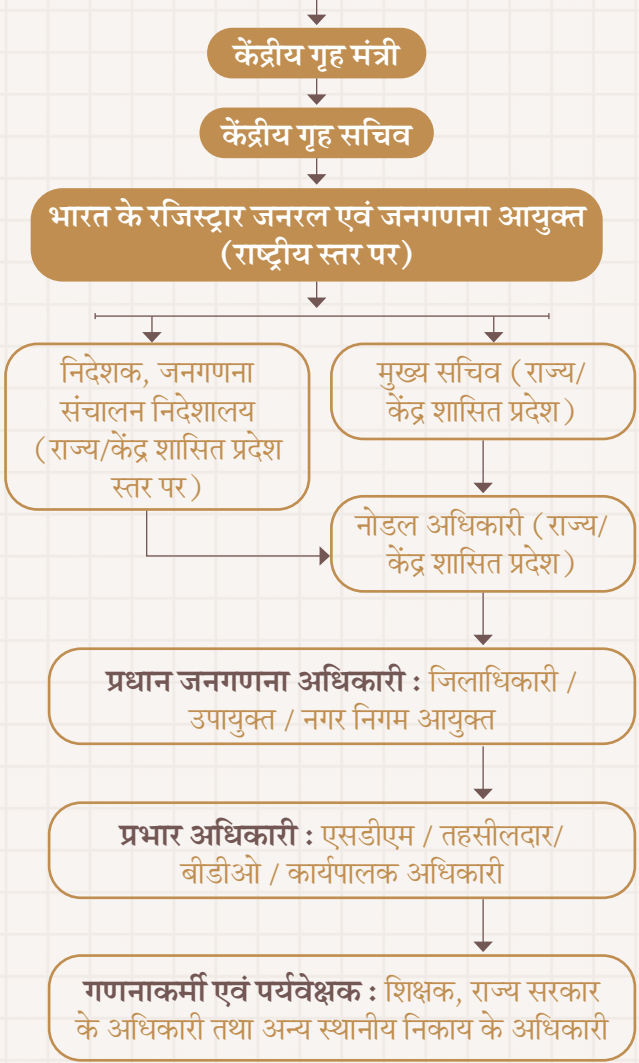 केंद्रीय गृह मंत्री
केंद्रीय गृह सचिव
भारत के रजिस्ट्रार जनरल एवं जनगणना आयुक्त
(राष्ट्रीय स्तर पर)
निदेशक, जनगणना
संचालन निदेशालय
(राज्य/केंद्र शासित प्रदेश
स्तर पर)
मुख्य सचिव (राज्य/
केंद्र शासित प्रदेश)
नोडल अधिकारी (राज्य/
केंद्र शासित प्रदेश)
प्रधान जनगणना अधिकारी : जिलाधिकारी /
उपायुक्त / नगर निगम आयुक्त
प्रभार अधिकारी : एसडीएम / तहसीलदार/
बीडीओ / कार्यपालक अधिकारी
गणनाकर्मी एवं पर्यवेक्षक : शिक्षक, राज्य सरकार
के अधिकारी तथा अन्य स्थानीय निकाय के अधिकारी